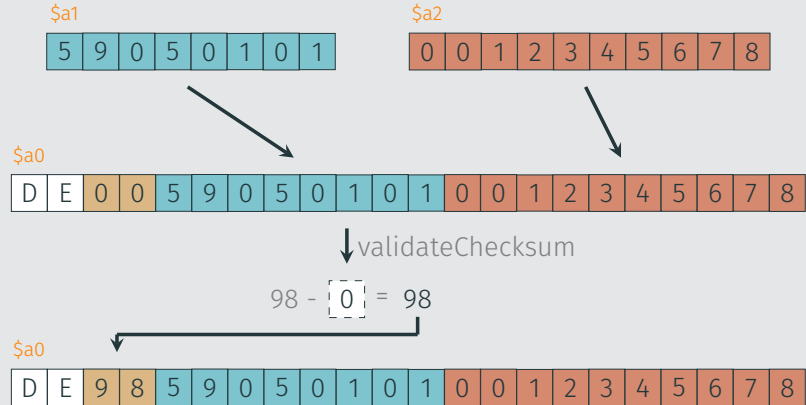 $a1 $a2
5 9 0 5 0 1 0 1 0 0 1 2 3 4 5 6 7 8
$a0
D E 0 0 5 9 0 5 0 1 0 1 0 0 1 2 3 4 5 6 7 8
validateChecksum
98 - 0 = 98
$a0
D E 9 8 5 9 0 5 0 1 0 1 0 0 1 2 3 4 5 6 7 8